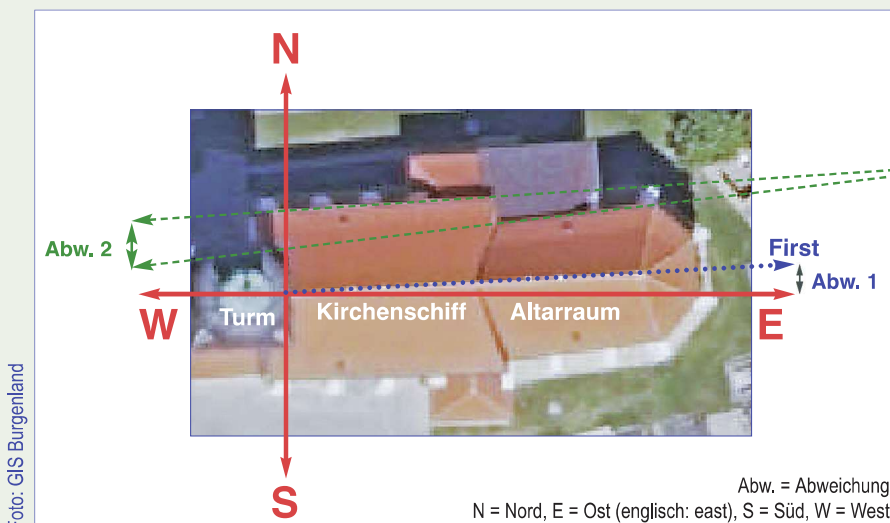 N
Abw. 2
First
Abw. 1
W
Turm
Kirchenschiff
Altarraum
E
S
Foto: GIS Burgenland
Abw. = Abweichung
N = Nord, E = Ost (englisch: east), S = Süd, W = West